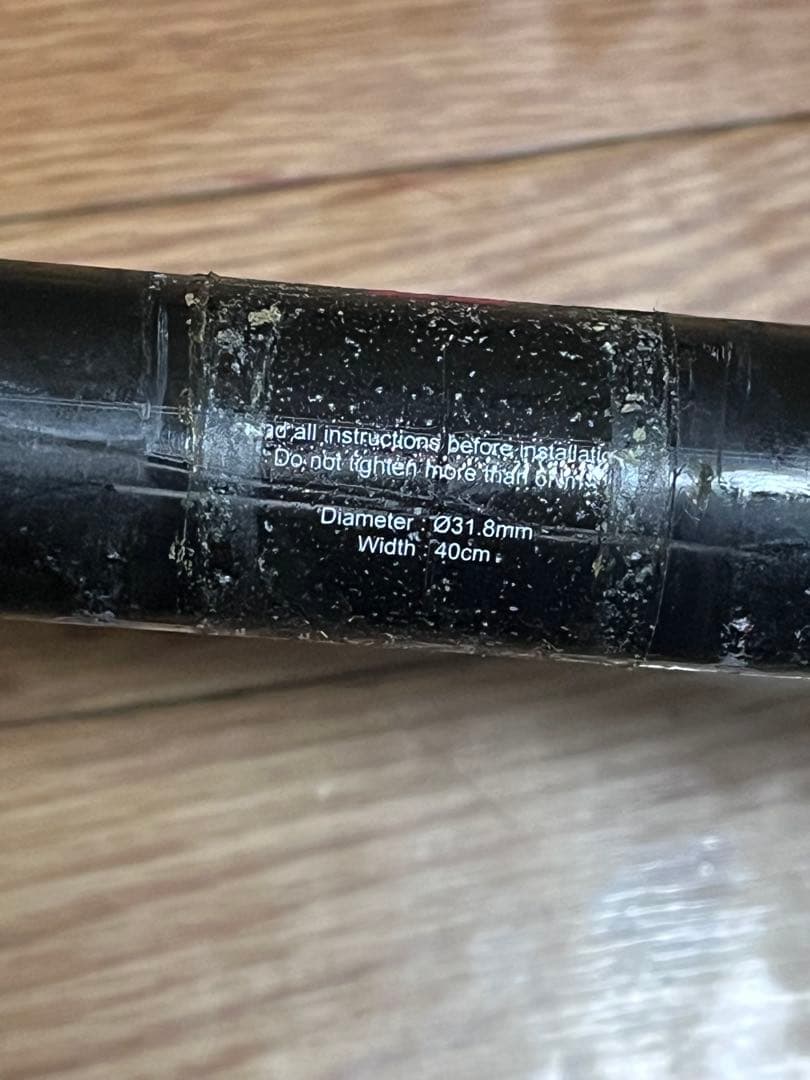 all instructions before
Do not tighten more than
Diameter : Ø31.8mm
Width : 40cm